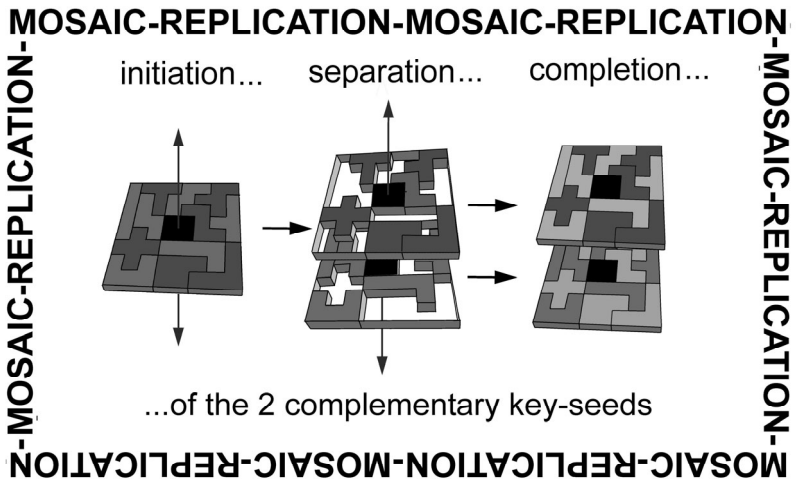 MOSAIC-REPLICATION-MOSAIC-REPLICATION-
initiation...
separation...
completion...
-MOSAIC-REPLICATION-
MOSAIC-REPLICATION-
...of the 2 complementary key-seeds
MOSAIC-REPLICATION-MOSAIC-REPLICATION